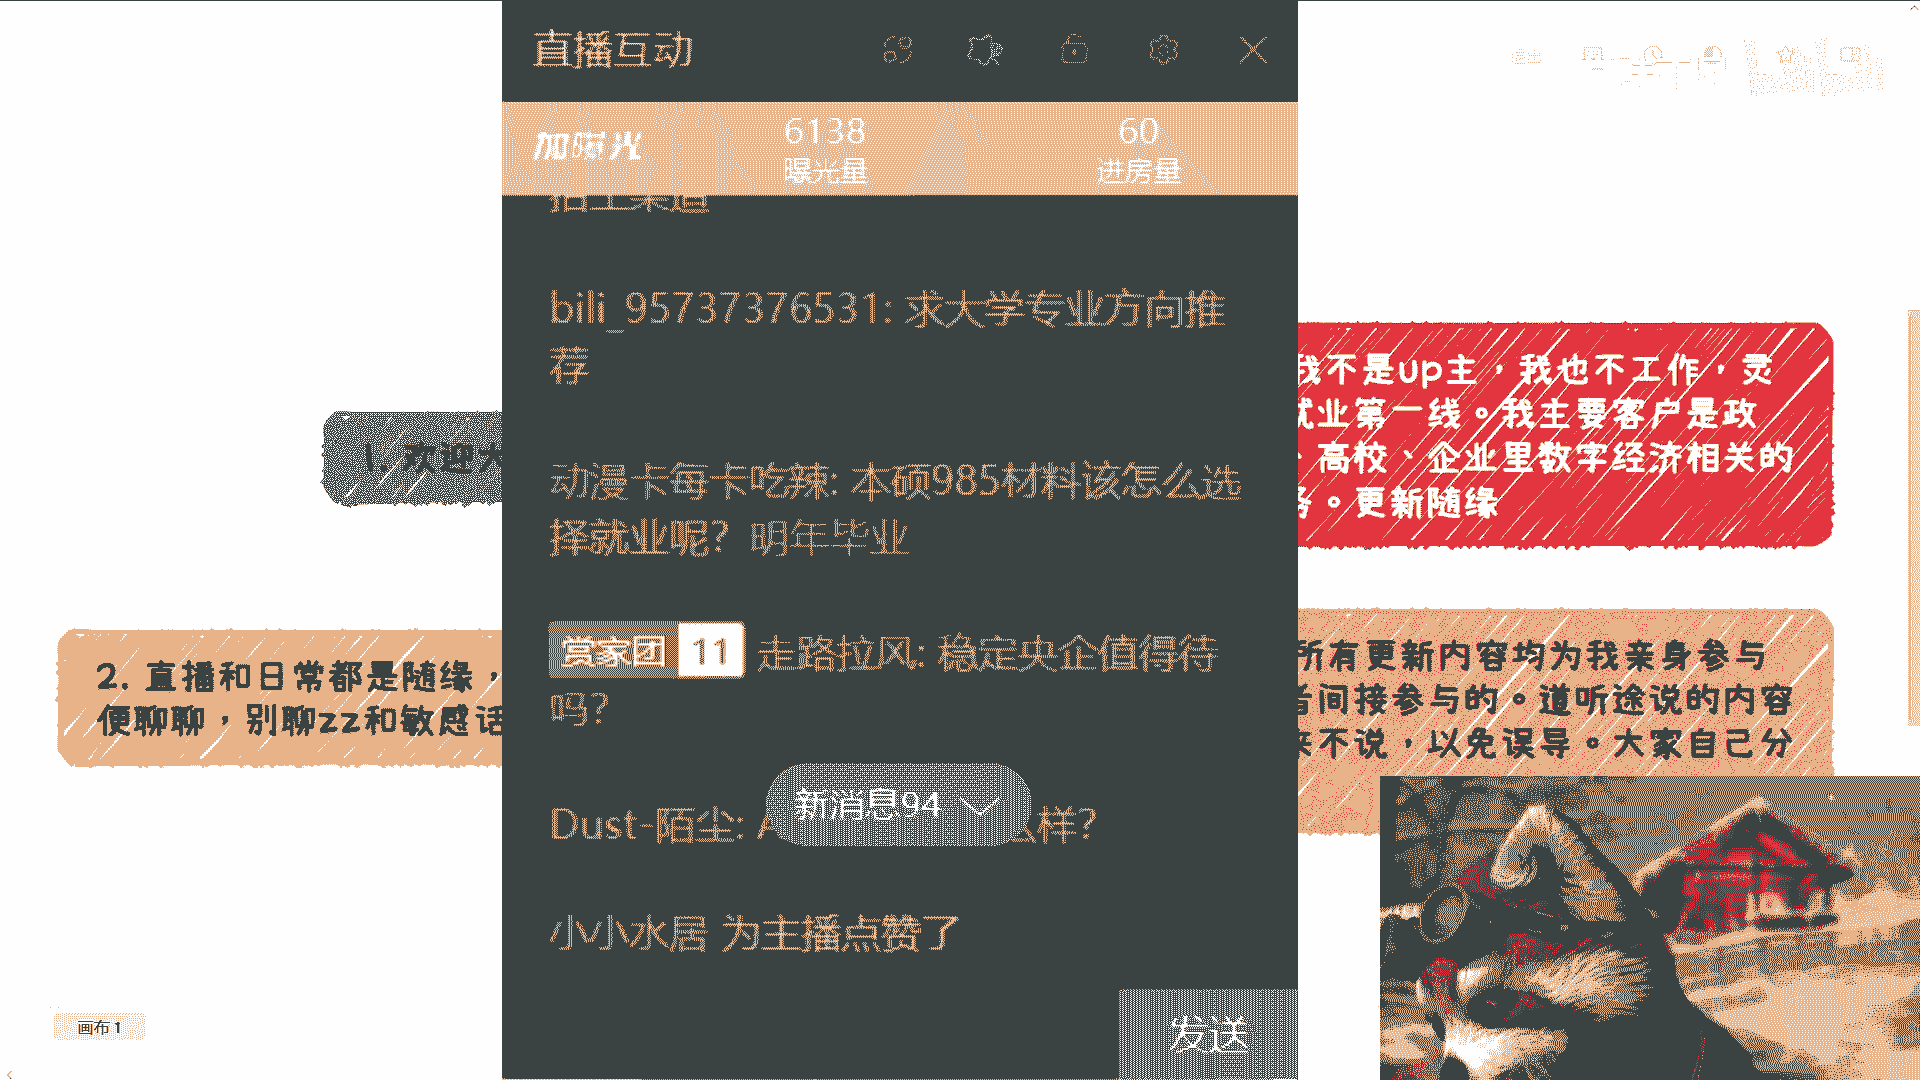 直播互动
加曝光
6138
曝光量
60
进房量
bili_95737376531: 求大学专业方向推
荐
动漫卡每卡吃辣: 本硕985材料该怎么选
择就业呢？明年毕业
赏家团 11 走路拉风: 稳定央企值得待
吗？
新消息94
Dust-陌尘: A 么样？
小小水居 为主播点赞了
发送
1. 欢迎大
2. 直播和日常都是随缘，
便聊聊，别聊zz和敏感话
我不是up主，我也不工作，灵
就业第一线。我主要客户是政
、高校、企业里数字经济相关的
务。更新随缘
所有更新内容均为我亲身参与
者间接参与的。道听途说的内容
来不说，以免误导。大家自己分
画布 1